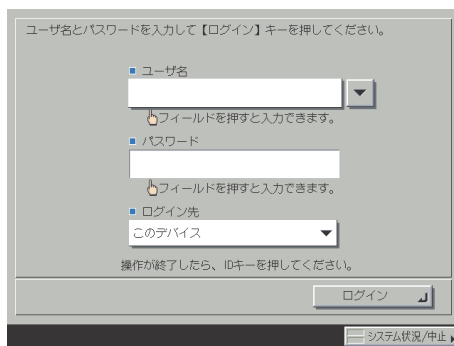 ユーザ名とパスワードを入力して【ログイン】キーを押してください。
ユーザ名
フィールドを押すと入力できます。
パスワード
フィールドを押すと入力できます。
ログイン先
このデバイス
操作が終了したら、IDキーを押してください。
ログイン
システム状況/中止